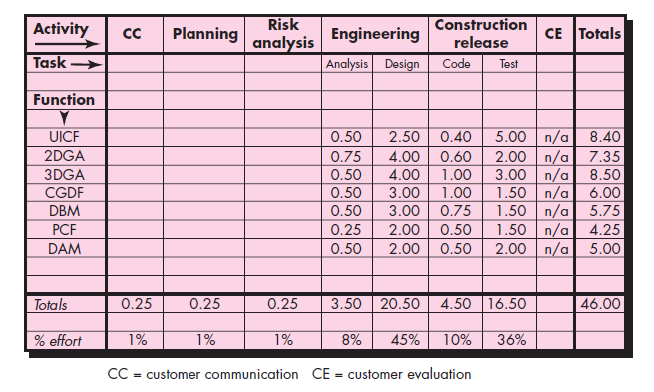 Activity → CC Planning Risk analysis Engineering Construction release CE Totals
Task → Analysis Design Code Test
Function
UICF 0.50 2.50 0.40 5.00 n/a 8.40
2DGA 0.75 4.00 0.60 2.00 n/a 7.35
3DGA 0.50 4.00 1.00 3.00 n/a 8.50
CGDF 0.50 3.00 1.00 1.50 n/a 6.00
DBM 0.50 3.00 0.75 1.50 n/a 5.75
PCF 0.25 2.00 0.50 1.50 n/a 4.25
DAM 0.50 2.00 0.50 2.00 n/a 5.00
Totals 0.25 0.25 0.25 3.50 20.50 4.50 16.50 46.00
% effort 1% 1% 1% 8% 45% 10% 36%
CC = customer communication CE = customer evaluation